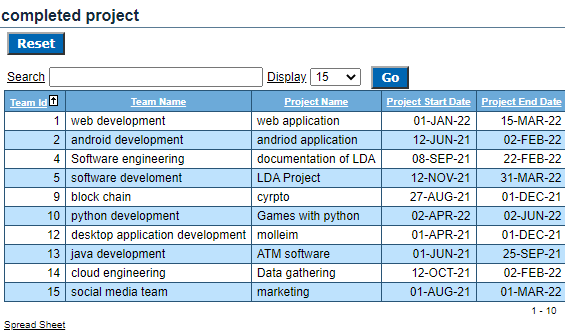 completed project
Reset
Search Display 15 Go
Team Id Team Name Project Name Project Start Date Project End Date
1 web development web application 01-JAN-22 15-MAR-22
2 android development andriod application 12-JUN-21 02-FEB-22
4 Software engineering documentation of LDA 08-SEP-21 22-FEB-22
5 software develoment LDA Project 12-NOV-21 31-MAR-22
9 block chain cyrpto 27-AUG-21 01-DEC-21
10 python development Games with python 02-APR-22 02-JUN-22
12 desktop application development molleim 01-APR-21 01-DEC-21
13 java development ATM software 01-JUN-21 25-SEP-21
14 cloud engineering Data gathering 12-OCT-21 02-FEB-22
15 social media team marketing 01-AUG-21 01-MAR-22
1 - 10
Spread Sheet